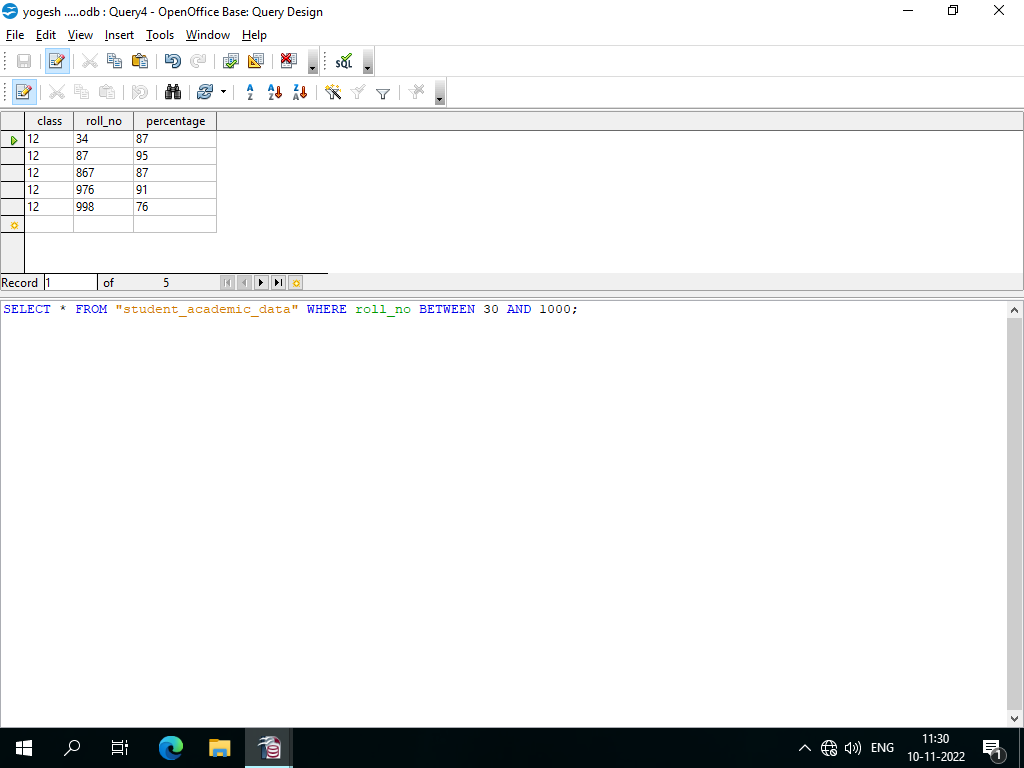 yogesh .....odb : Query4 - OpenOffice Base: Query Design
File Edit View Insert Tools Window Help
SQL
class roll_no percentage
12 34 87
12 87 95
12 867 87
12 976 91
12 998 76
Record 1 of 5
SELECT * FROM "student_academic_data" WHERE roll_no BETWEEN 30 AND 1000;
ENG
11:30
10-11-2022
1